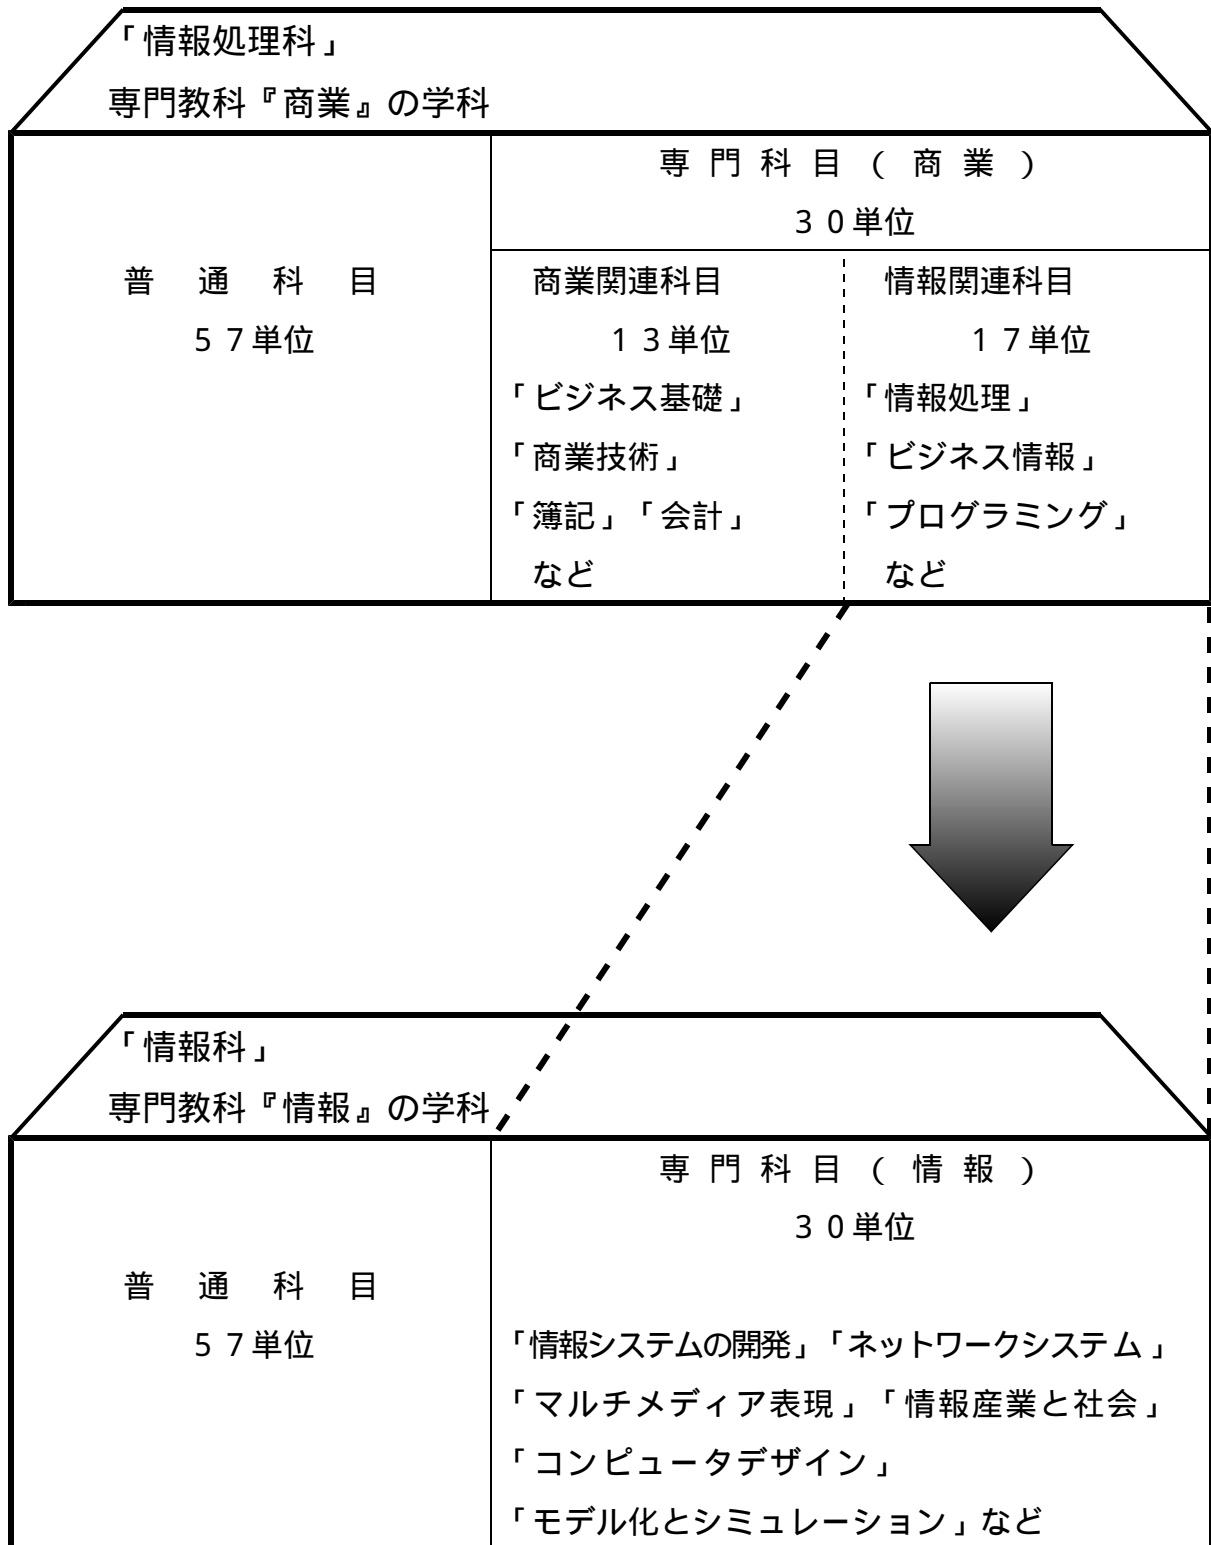 「情報処理科」
専門教科『商業』の学科
専門科目(商業)
30単位
普通科目
57単位
商業関連科目
13単位
「ビジネス基礎」
「商業技術」
「簿記」「会計」
など
情報関連科目
17単位
「情報処理」
「ビジネス情報」
「プログラミング」
など
「情報科」
専門教科『情報』の学科
専門科目(情報)
30単位
普通科目
57単位
「情報システムの開発」「ネットワークシステム」
「マルチメディア表現」「情報産業と社会」
「コンピュータデザイン」
「モデル化とシミュレーション」など